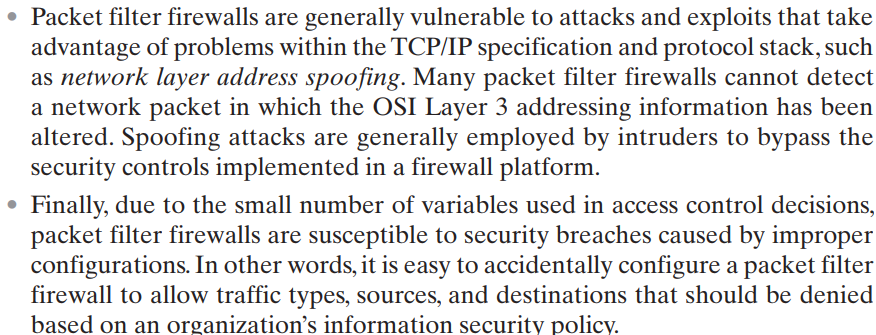 • Packet filter firewalls are generally vulnerable to attacks and exploits that take
advantage of problems within the TCP/IP specification and protocol stack, such
as network layer address spoofing. Many packet filter firewalls cannot detect
a network packet in which the OSI Layer 3 addressing information has been
altered. Spoofing attacks are generally employed by intruders to bypass the
security controls implemented in a firewall platform.
• Finally, due to the small number of variables used in access control decisions,
packet filter firewalls are susceptible to security breaches caused by improper
configurations. In other words, it is easy to accidentally configure a packet filter
firewall to allow traffic types, sources, and destinations that should be denied
based on an organization’s information security policy.